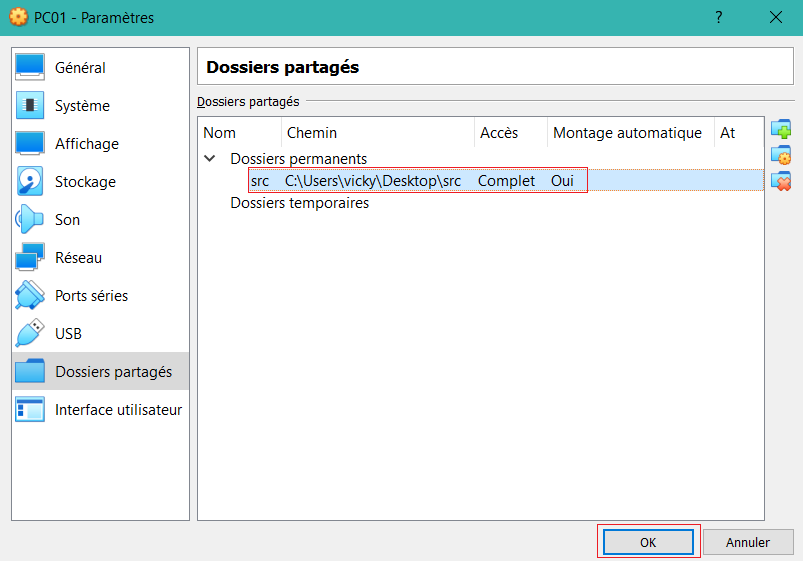 PC01 - Paramètres ?
Général
Système
Affichage
Stockage
Son
Réseau
Ports séries
USB
Dossiers partagés
Interface utilisateur
Dossiers partagés
Dossiers partagés
Nom Chemin Accès Montage automatique At
Dossiers permanents
src C:\Users\vicky\Desktop\src Complet Oui
Dossiers temporaires
OK Annuler